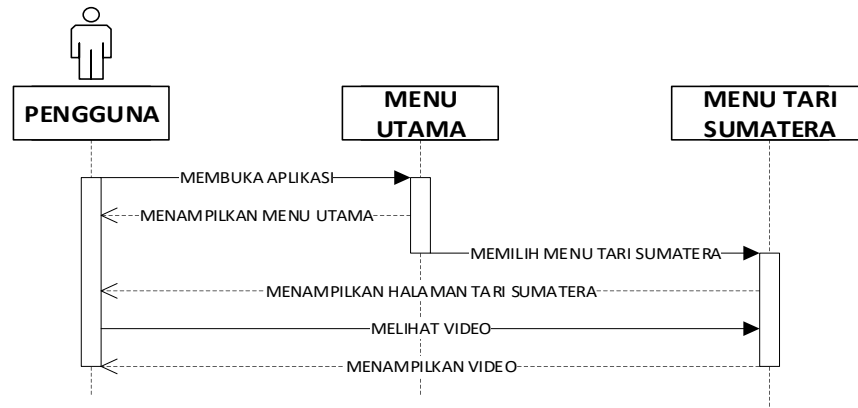 PENGGUNA
MENU
UTAMA
MENU TARI
SUMATERA
MEMBUKA APLIKASI
MENAMPILKAN MENU UTAMA
MEMILIH MENU TARI SUMATERA
MENAMPILKAN HALAMAN TARI SUMATERA
MELIHAT VIDEO
MENAMPILKAN VIDEO